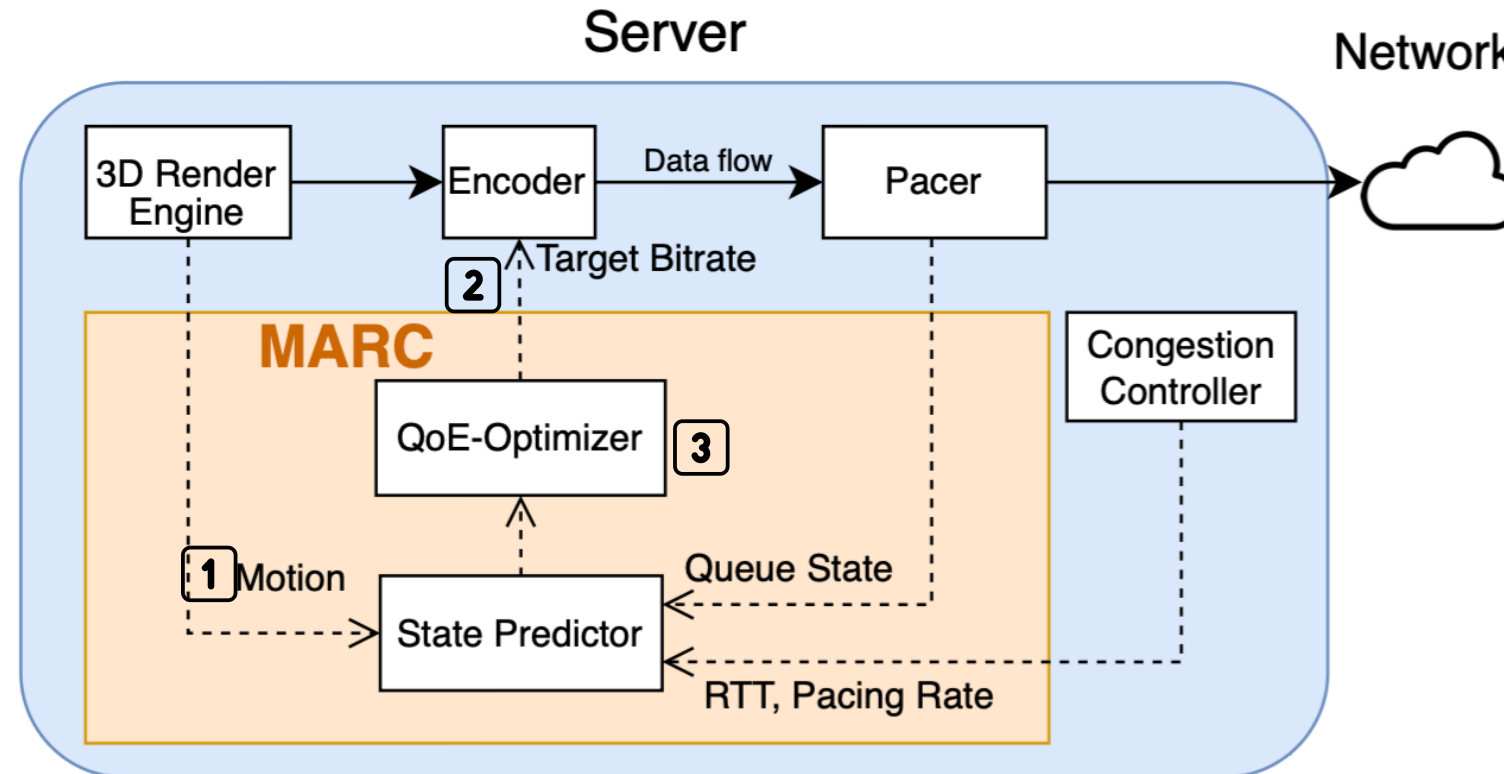 Server
Network
3D Render
Engine
Encoder
Data flow
Pacer
2
Target Bitrate
MARC
Congestion
Controller
QoE-Optimizer
3
1
Motion
Queue State
State Predictor
RTT, Pacing Rate